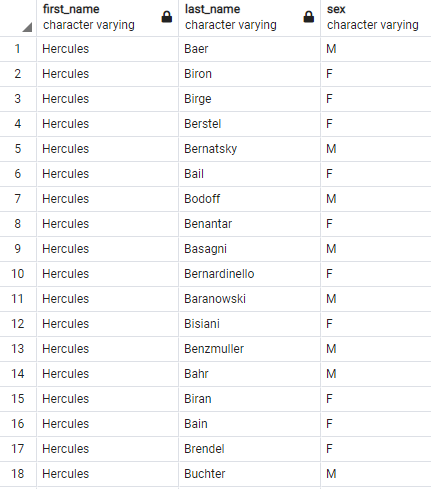 first_name last_name sex
character varying character varying character varying
1 Hercules Baer M
2 Hercules Biron F
3 Hercules Birge F
4 Hercules Berstel F
5 Hercules Bernatsky M
6 Hercules Bail F
7 Hercules Bodoff M
8 Hercules Benantar F
9 Hercules Basagni M
10 Hercules Bernardinello F
11 Hercules Baranowski M
12 Hercules Bisiani F
13 Hercules Benzmuller M
14 Hercules Bahr M
15 Hercules Biran F
16 Hercules Bain F
17 Hercules Brendel F
18 Hercules Buchter M